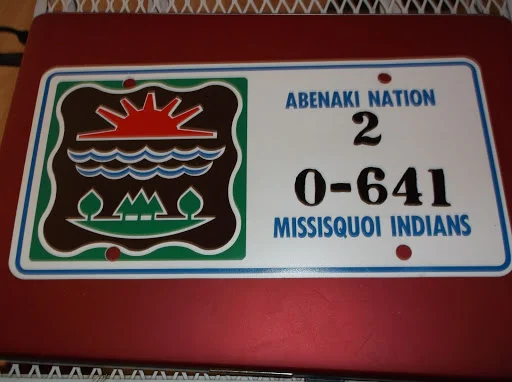 ABENAKI NATION
2
0-641
MISSISQUOI INDIANS